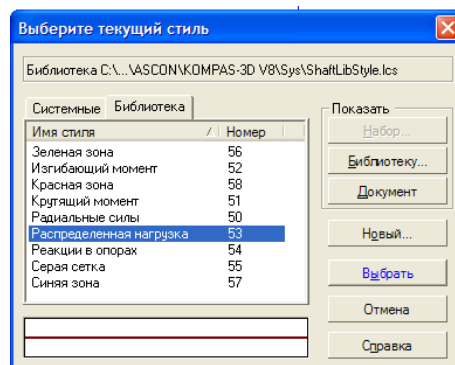 Выберите текущий стиль
Библиотека C:\...\ASCON\KOMPAS-3D V8\Sys\ShaftLibStyle.lcs
Системные Библиотека
Имя стиля / Номер
Зеленая зона 56
Изгибающий момент 52
Красная зона 58
Крутящий момент 51
Радиальные силы 50
Распределенная нагрузка 53
Реакции в опорах 54
Серая сетка 55
Синяя зона 57
Показать
Набор...
Библиотеку...
Документ
Новый...
Выбрать
Отмена
Справка